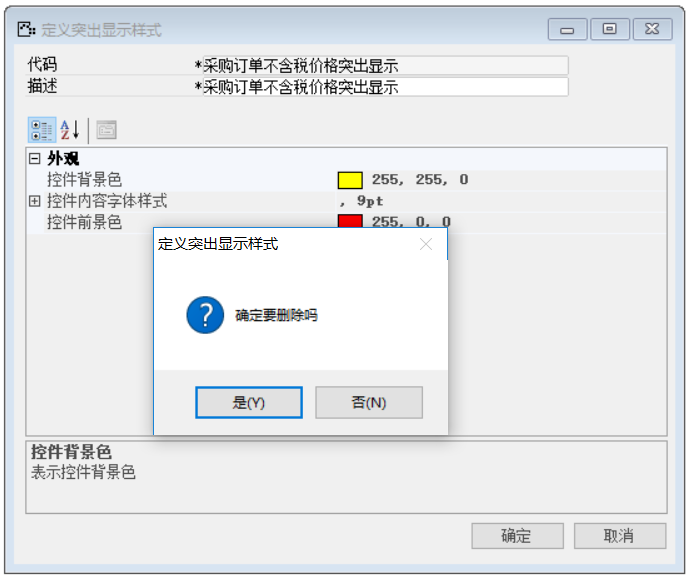 定义突出显示样式
代码 *采购订单不含税价格突出显示
描述 *采购订单不含税价格突出显示
外观
控件背景色 255, 255, 0
控件内容字体样式 , 9pt
控件前景色 255, 0, 0
定义突出显示样式
? 确定要删除吗
是(Y) 否(N)
控件背景色
表示控件背景色
确定 取消